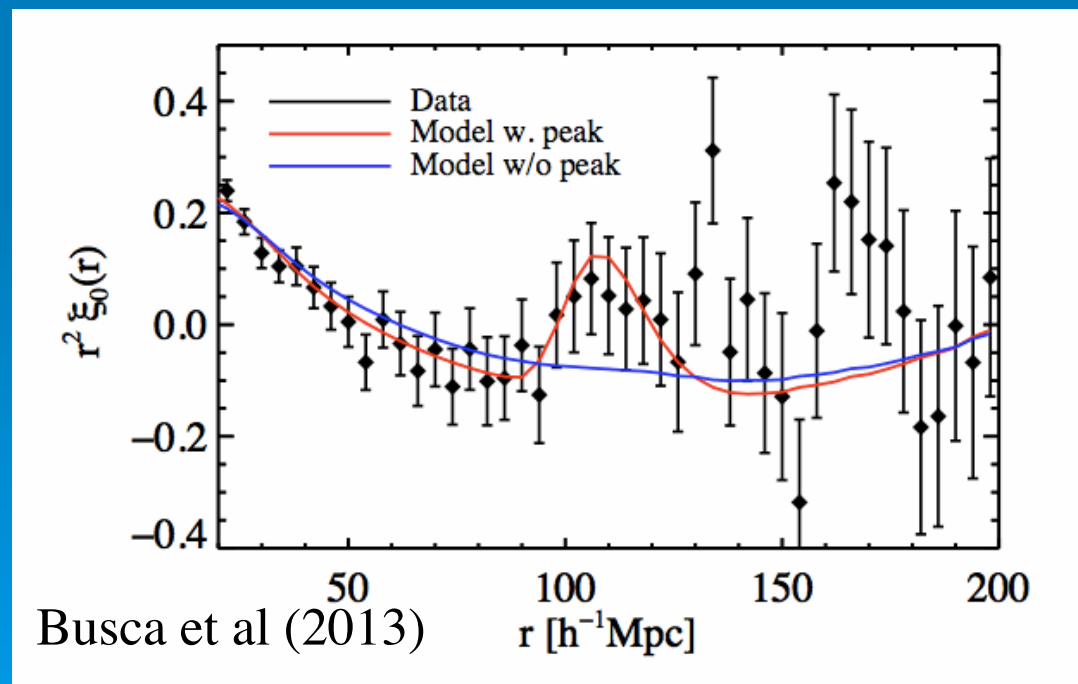 0.4
0.2
0.0
−0.2
−0.4
r² ξ₀(r)
Data
Model w. peak
Model w/o peak
50 100 150 200
r [h⁻¹Mpc]
Busca et al (2013)